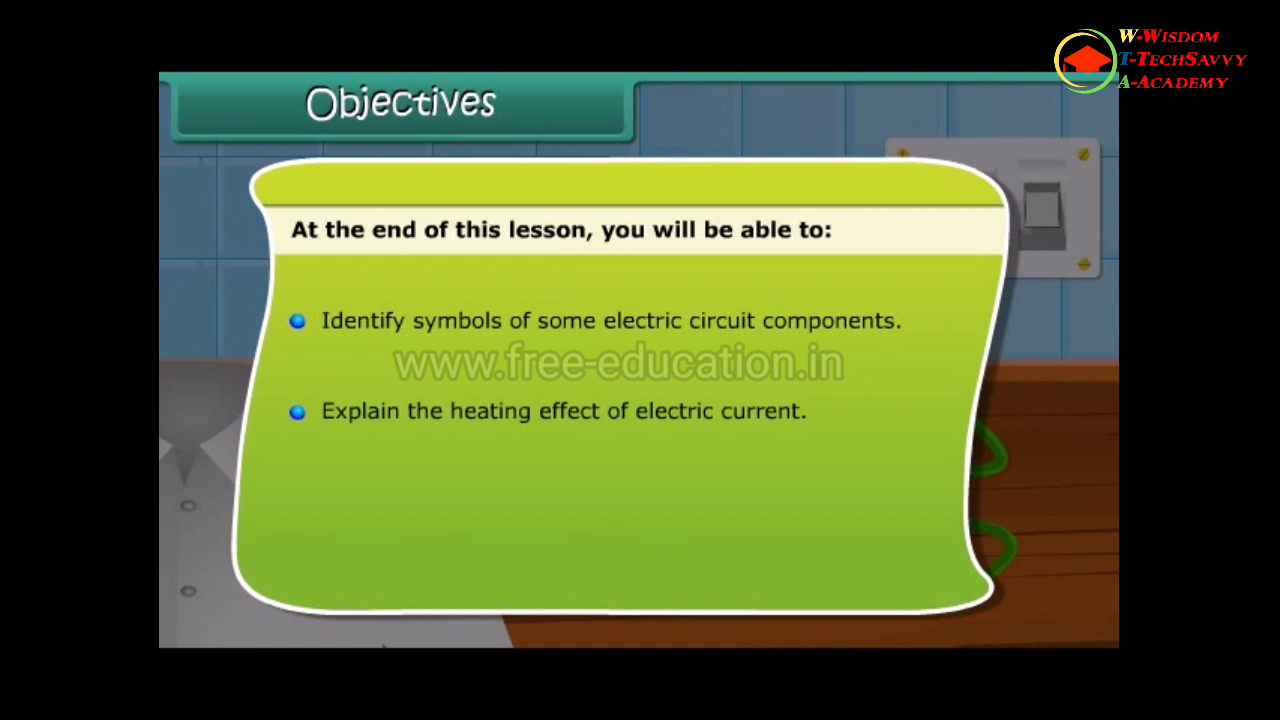 W-Wisdom
T-TechSavvy
A-Academy
Objectives
At the end of this lesson, you will be able to:
Identify symbols of some electric circuit components.
www.free-education.in
Explain the heating effect of electric current.